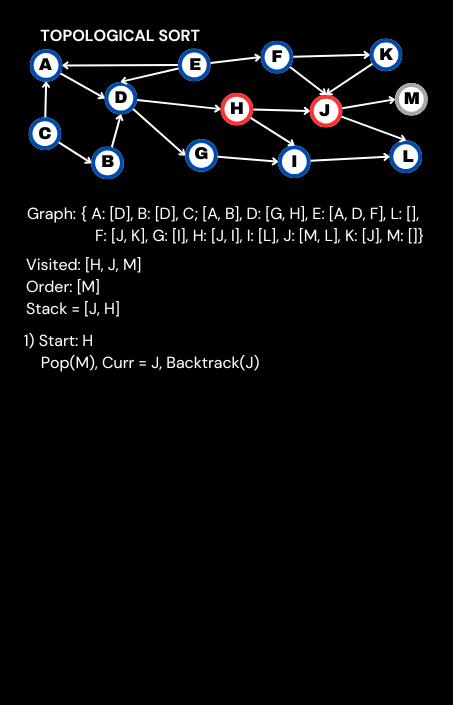 TOPOLOGICAL SORT
A
E
F
K
D
H
J
M
C
B
G
I
L
Graph: { A: [D], B: [D], C; [A, B], D: [G, H], E: [A, D, F], L: [],
F: [J, K], G: [I], H: [J, I], I: [L], J: [M, L], K: [J], M: []}
Visited: [H, J, M]
Order: [M]
Stack = [J, H]
1) Start: H
Pop(M), Curr = J, Backtrack(J)